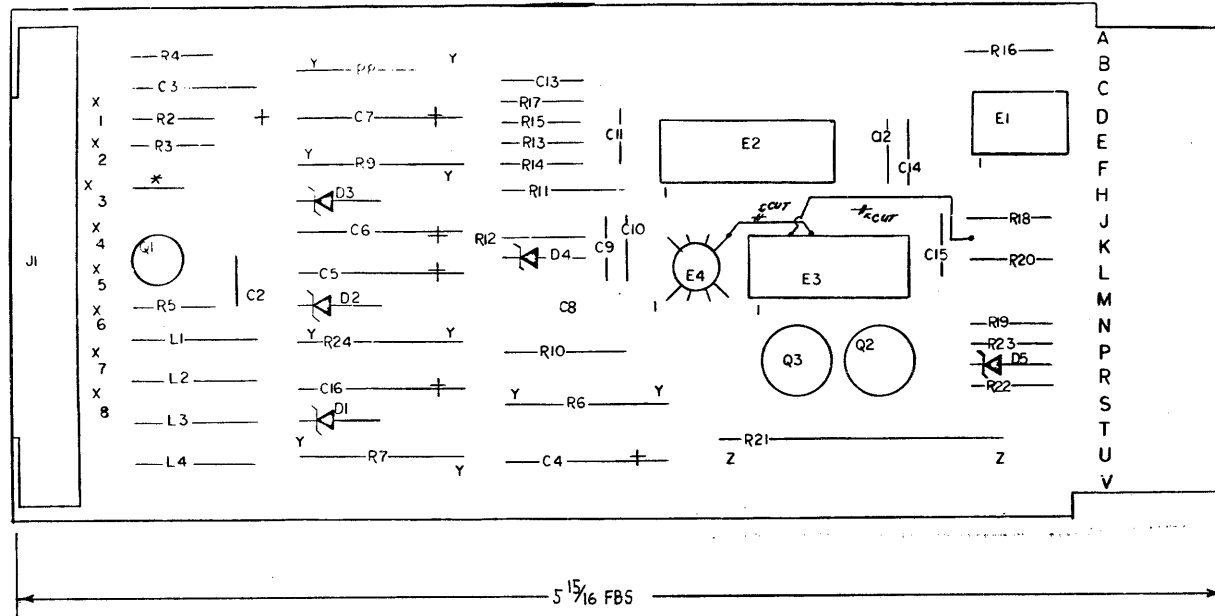 J1
X 1
X 2
X 3
X 4
X 5
X 6
X 7
X 8
R4
C3
R2 +
R3
*
Q1
C2
R5
L1
L2
L3
L4
Y Y
C7 +
Y R9 Y
D3
C6 +
C5 +
D2
Y R24 Y
C16 +
D1
Y R7 Y
C13
R17
R15
R13
R14
C11
R11
R12
D4
C9
C10
C8
R10
Y R6 Y
C4 +
E2
1
C12
C14
CUT
CUT
E4
1
E3
1
C15
Q3
Q2
R21
Z Z
R16
E1
1
R18
R20
R19
R23
D5
R22
A
B
C
D
E
F
H
J
K
L
M
N
P
R
S
T
U
V
5 15/16 FBS